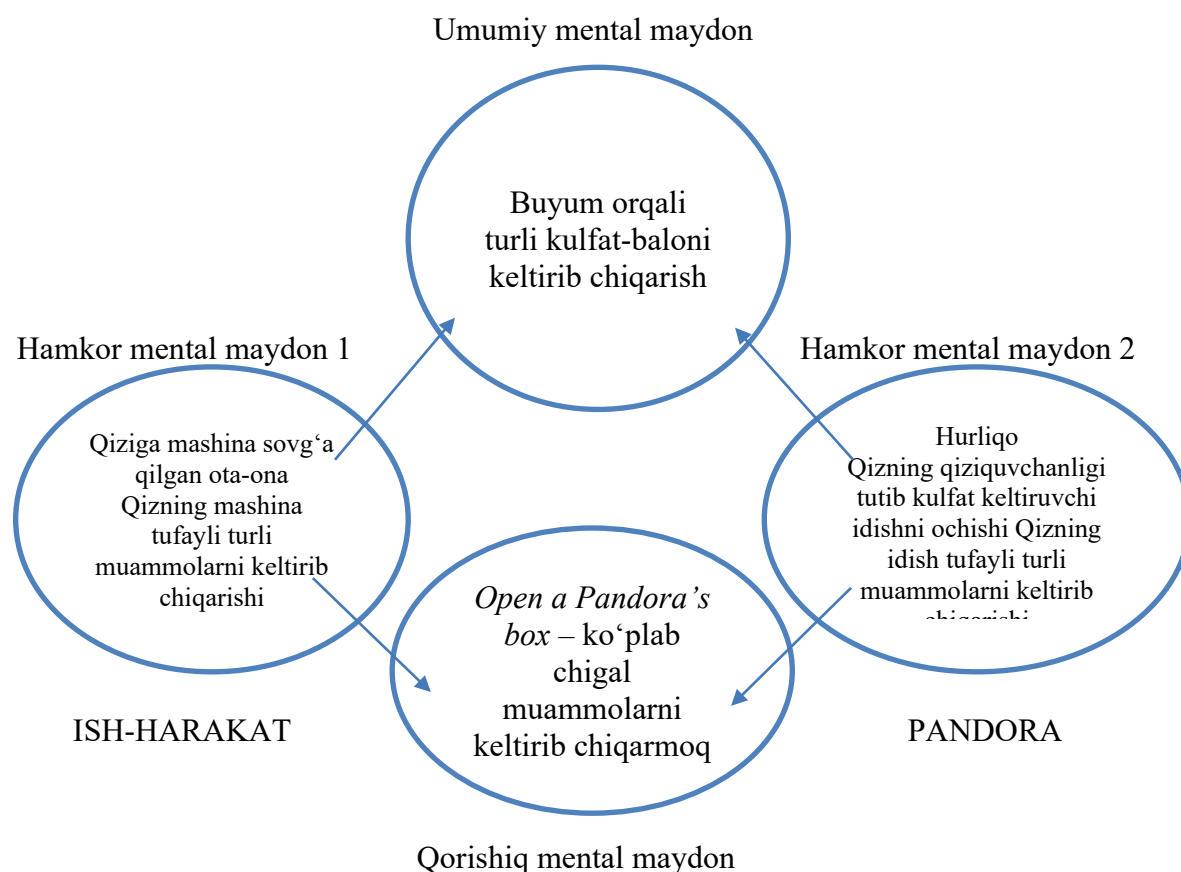 Umumiy mental maydon
Buyum orqali
turli kulfat-baloni
keltirib chiqarish
Hamkor mental maydon 1
Qiziga mashina sovg‘a
qilgan ota-ona
Qizning mashina
tufayli turli
muammolarni keltirib
chiqarishi
ISH-HARAKAT
Hamkor mental maydon 2
Hurliqo
Qizning qiziquvchanligi
tutib kulfat keltiruvchi
idishni ochishi Qizning
idish tufayli turli
muammolarni keltirib
chiqarishi
PANDORA
Open a Pandora’s
box – ko‘plab
chigal
muammolarni
keltirib chiqarmoq
Qorishiq mental maydon